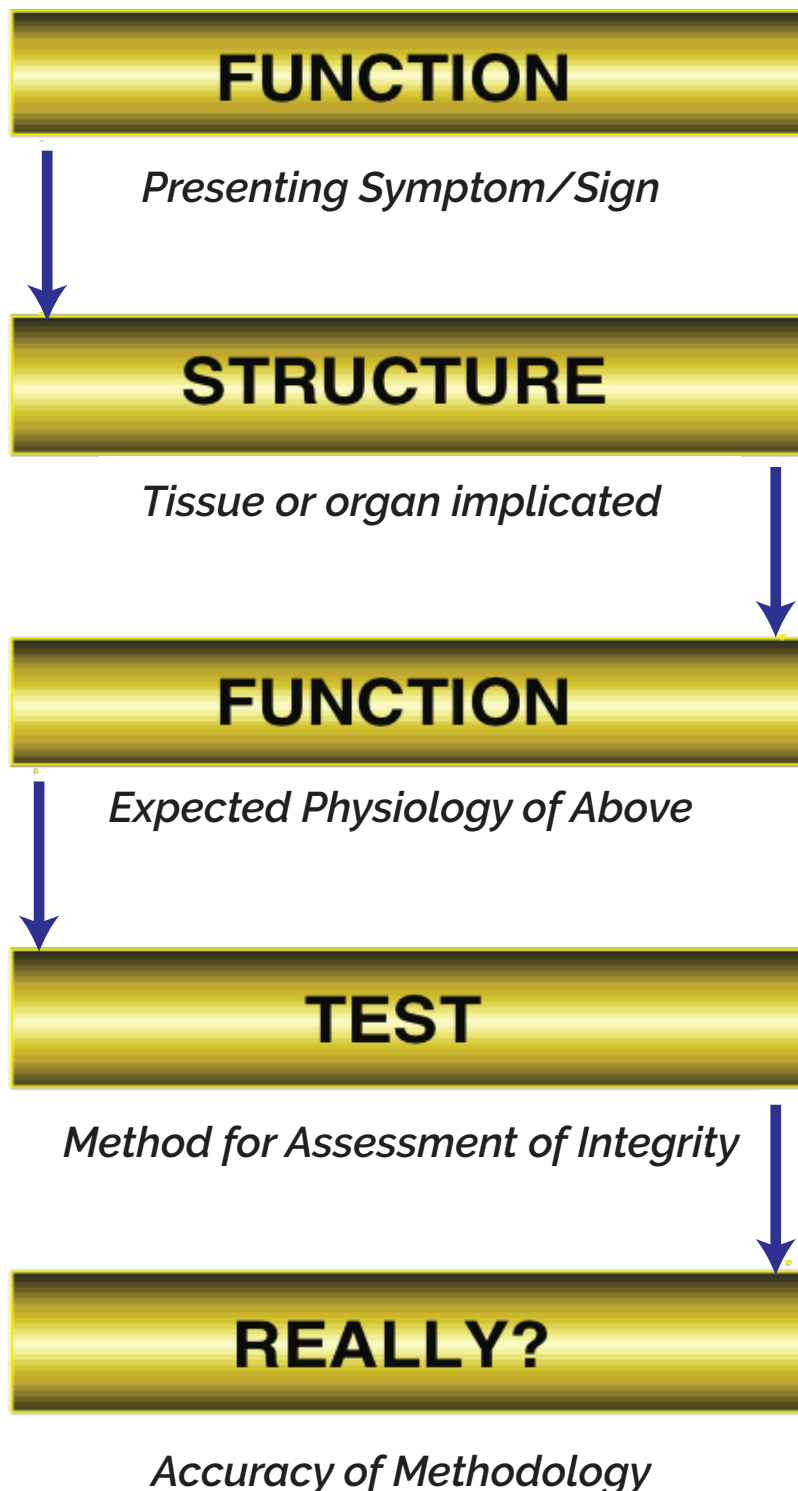 FUNCTION
Presenting Symptom/Sign
STRUCTURE
Tissue or organ implicated
FUNCTION
Expected Physiology of Above
TEST
Method for Assessment of Integrity
REALLY?
Accuracy of Methodology